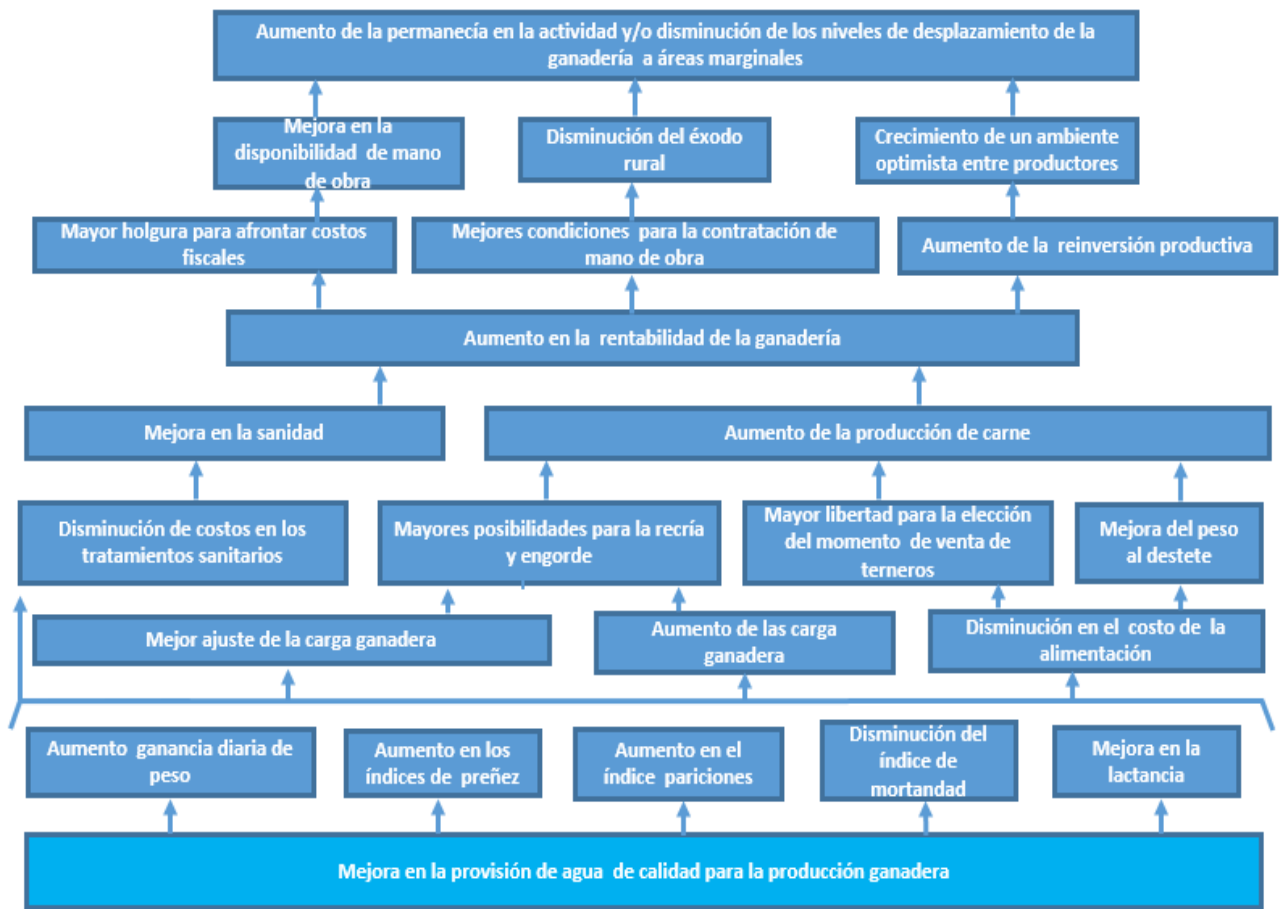 Aumento de la permanecía en la actividad y/o disminución de los niveles de desplazamiento de la
ganadería a áreas marginales
Mejora en la
disponibilidad de mano
de obra
Disminución del éxodo
rural
Crecimiento de un ambiente
optimista entre productores
Mayor holgura para afrontar costos
fiscales
Mejores condiciones para la contratación de
mano de obra
Aumento de la reinversión productiva
Aumento en la rentabilidad de la ganadería
Mejora en la sanidad
Aumento de la producción de carne
Disminución de costos en los
tratamientos sanitarios
Mayores posibilidades para la recría
y engorde
Mayor libertad para la elección
del momento de venta de
terneros
Mejora del peso
al destete
Mejor ajuste de la carga ganadera
Aumento de las carga
ganadera
Disminución en el costo de la
alimentación
Aumento ganancia diaria de
peso
Aumento en los
índices de preñez
Aumento en el
índice pariciones
Disminución del
índice de
mortandad
Mejora en la
lactancia
Mejora en la provisión de agua de calidad para la producción ganadera